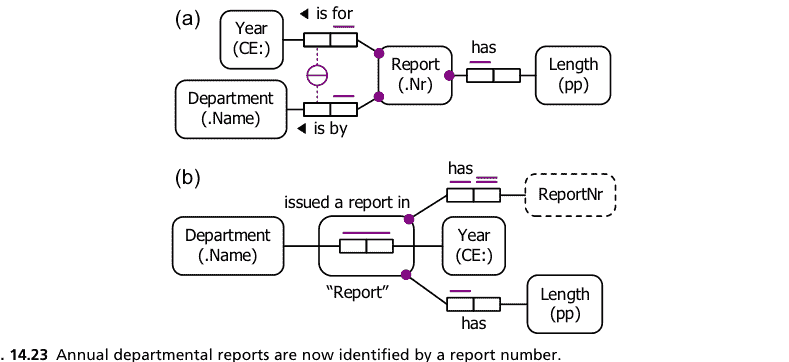 (a)
◄ is for
Year
(CE:)
Report
(.Nr)
has
Length
(pp)
Department
(.Name)
◄ is by
(b)
has
ReportNr
issued a report in
Department
(.Name)
Year
(CE:)
“Report”
Length
(pp)
has
. 14.23 Annual departmental reports are now identified by a report number.